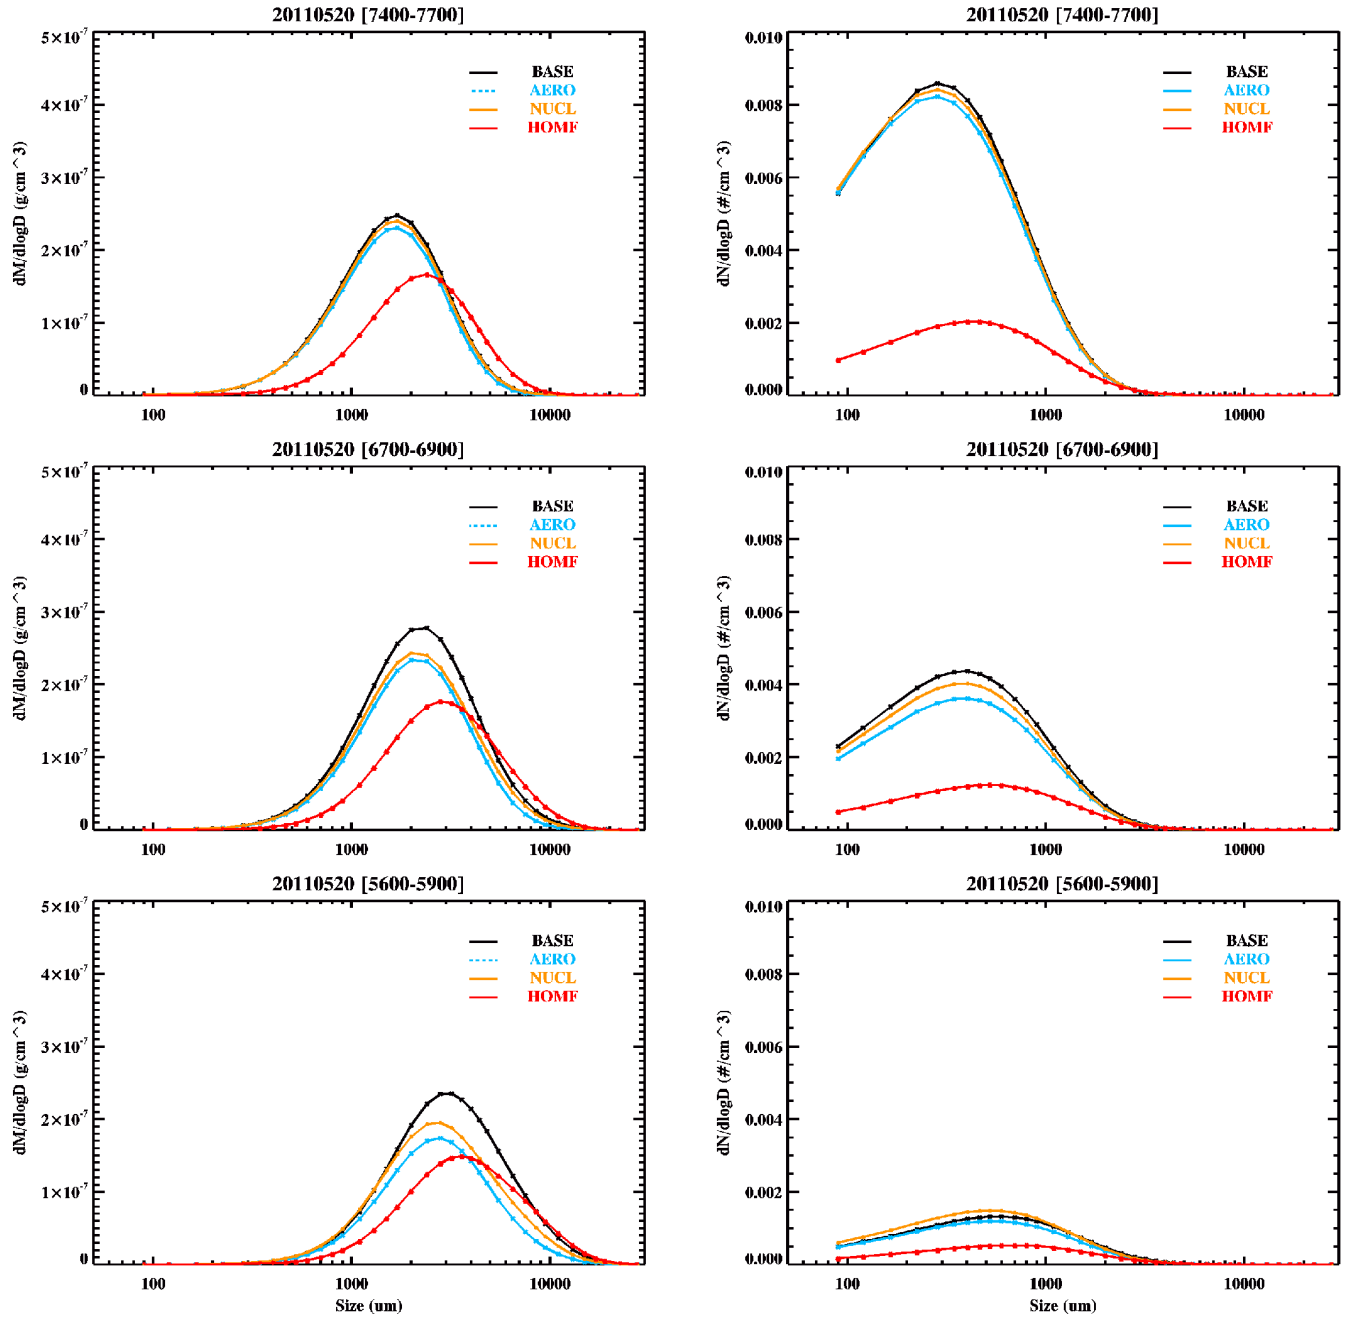 20110520 [7400-7700]
5×10⁻⁷
4×10⁻⁷
3×10⁻⁷
2×10⁻⁷
1×10⁻⁷
0
dM/dlogD (g/cm^3)
BASE
AERO
NUCL
HOMF
100 1000 10000
20110520 [7400-7700]
0.010
0.008
0.006
0.004
0.002
0.000
dN/dlogD (#/cm^3)
BASE
AERO
NUCL
HOMF
100 1000 10000
20110520 [6700-6900]
5×10⁻⁷
4×10⁻⁷
3×10⁻⁷
2×10⁻⁷
1×10⁻⁷
0
dM/dlogD (g/cm^3)
BASE
AERO
NUCL
HOMF
100 1000 10000
20110520 [6700-6900]
0.010
0.008
0.006
0.004
0.002
0.000
dN/dlogD (#/cm^3)
BASE
AERO
NUCL
HOMF
100 1000 10000
20110520 [5600-5900]
5×10⁻⁷
4×10⁻⁷
3×10⁻⁷
2×10⁻⁷
1×10⁻⁷
0
dM/dlogD (g/cm^3)
BASE
AERO
NUCL
HOMF
100 1000 10000
Size (um)
20110520 [5600-5900]
0.010
0.008
0.006
0.004
0.002
0.000
dN/dlogD (#/cm^3)
BASE
AERO
NUCL
HOMF
100 1000 10000
Size (um)